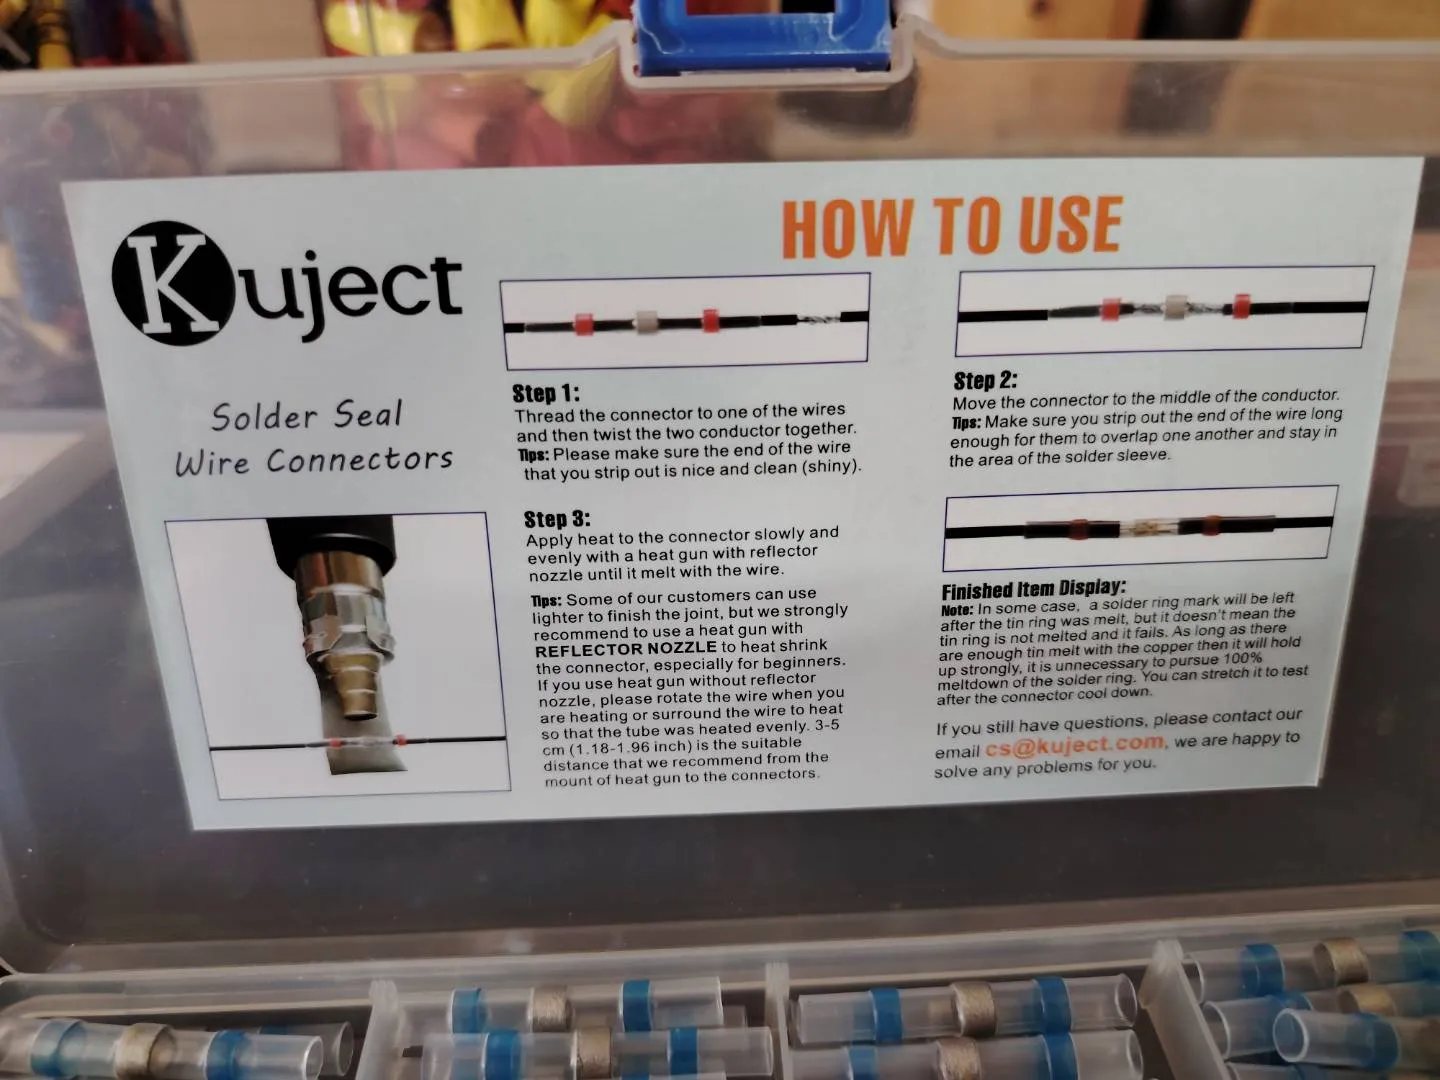 Kuject
Solder Seal
Wire Connectors
HOW TO USE
Step 1:
Thread the connector to one of the wires
and then twist the two conductor together.
Tips: Please make sure the end of the wire
that you strip out is nice and clean (shiny).
Step 2:
Move the connector to the middle of the conductor.
Tips: Make sure you strip out the end of the wire long
enough for them to overlap one another and stay in
the area of the solder sleeve.
Step 3:
Apply heat to the connector slowly and
evenly with a heat gun with reflector
nozzle until it melt with the wire.
Tips: Some of our customers can use
lighter to finish the joint, but we strongly
recommend to use a heat gun with
REFLECTOR NOZZLE to heat shrink
the connector, especially for beginners.
If you use heat gun without reflector
nozzle, please rotate the wire when you
are heating or surround the wire to heat
so that the tube was heated evenly. 3-5
cm (1.18-1.96 inch) is the suitable
distance that we recommend from the
mount of heat gun to the connectors.
Finished Item Display:
Note: In some case, a solder ring mark will be left
after the tin ring was melt, but it doesn't mean the
tin ring is not melted and it fails. As long as there
are enough tin melt with the copper then it will hold
up strongly, it is unnecessary to pursue 100%
meltdown of the solder ring. You can stretch it to test
after the connector cool down.
If you still have questions, please contact our
email cs@kuject.com, we are happy to
solve any problems for you.